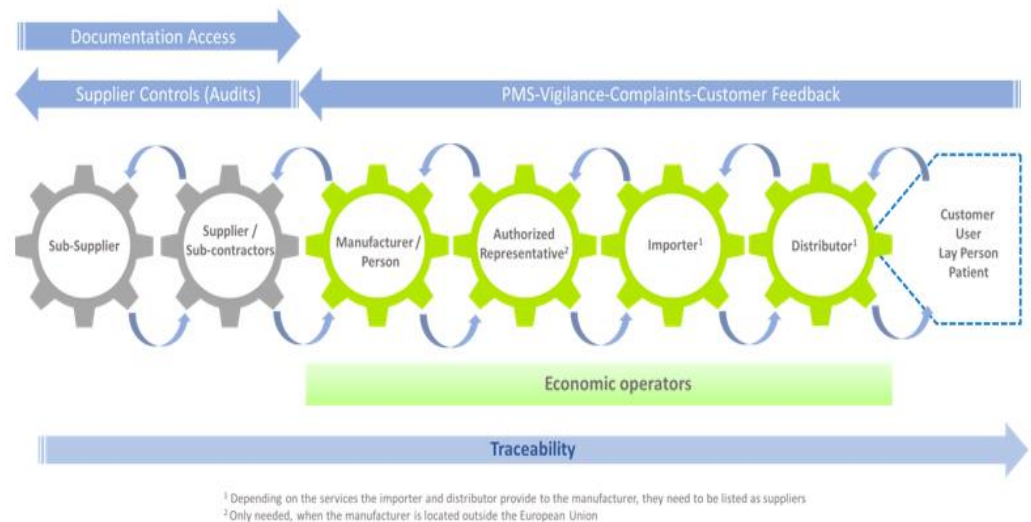 Documentation Access
Supplier Controls (Audits)
PMS-Vigilance-Complaints-Customer Feedback
Sub-Supplier
Supplier /
Sub-contractors
Manufacturer /
Person
Authorized
Representative²
Importer¹
Distributor¹
Customer
User
Lay Person
Patient
Economic operators
Traceability
¹ Depending on the services the importer and distributor provide to the manufacturer, they need to be listed as suppliers
² Only needed, when the manufacturer is located outside the European Union